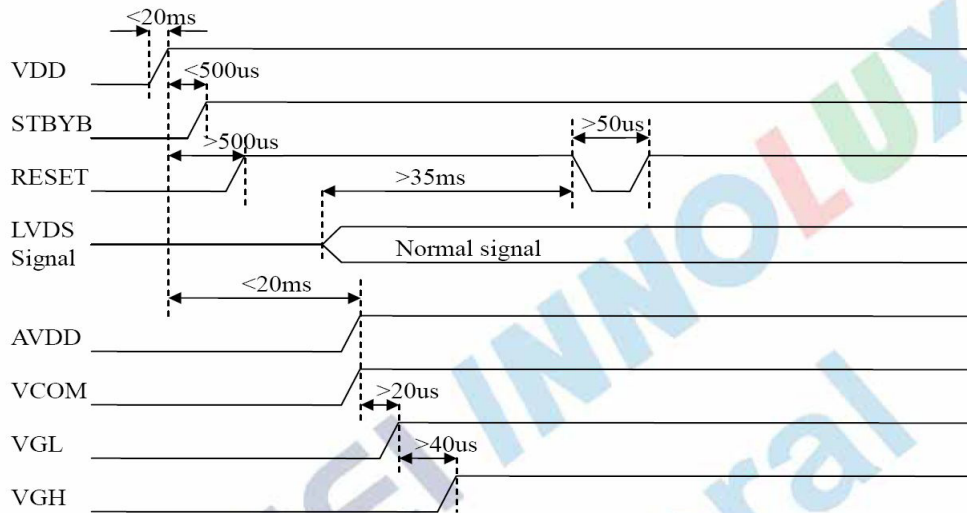 <20ms
VDD
<500us
STBYB
>500us
>50us
RESET
>35ms
LVDS
Signal
Normal signal
<20ms
AVDD
VCOM
>20us
VGL
>40us
VGH
INNOLUX